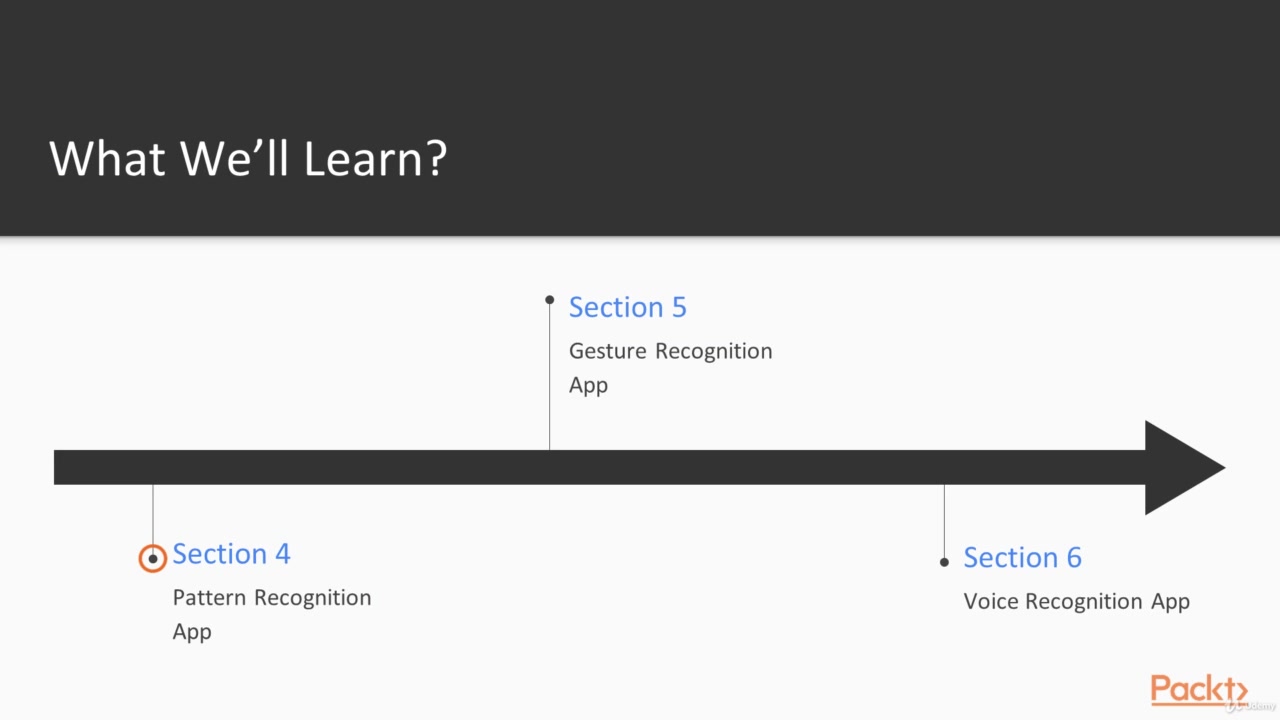 What We’ll Learn?
Section 5
Gesture Recognition
App
Section 4
Pattern Recognition
App
Section 6
Voice Recognition App
Packt
Udemy